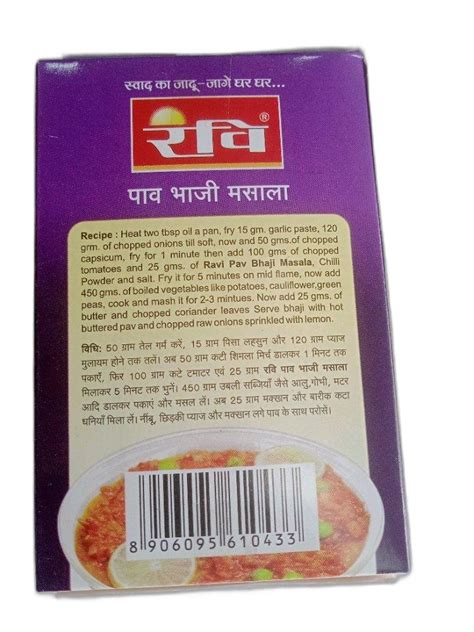 स्वाद का जादू-जागे घर घर...
रवि®
पाव भाजी मसाला
Recipe : Heat two tbsp oil a pan, fry 15 gm. garlic paste, 120
grm. of chopped onions till soft, now and 50 gms.of chopped
capsicum, fry for 1 minute then add 100 gms of chopped
tomatoes and 25 gms. of Ravi Pav Bhaji Masala, Chilli
Powder and salt. Fry it for 5 minutes on mid flame, now add
450 gms. of boiled vegetables like potatoes, cauliflower,green
peas, cook and mash it for 2-3 mintues. Now add 25 gms. of
butter and chopped coriander leaves Serve bhaji with hot
buttered pav and chopped raw onions sprinkled with lemon.
विधि: 50 ग्राम तेल गर्म करें, 15 ग्राम पिसा लहसुन और 120 ग्राम प्याज
मुलायम होने तक तलें। अब 50 ग्राम कटी शिमला मिर्च डालकर 1 मिनट तक
पकाएँ, फिर 100 ग्राम कटे टमाटर एवं 25 ग्राम रवि पाव भाजी मसाला
मिलाकर 5 मिनट तक भुनें। 450 ग्राम उबली सब्जियाँ जैसे आलु,गोभी, मटर
आदि डालकर पकाएं और मसल लें। अब 25 ग्राम मक्खान और बारीक कटा
धनियाँ मिला लें। नींबू, छिड़की प्याज और मक्खान लगे पाव के साथ परोसें।
8 906095 610433